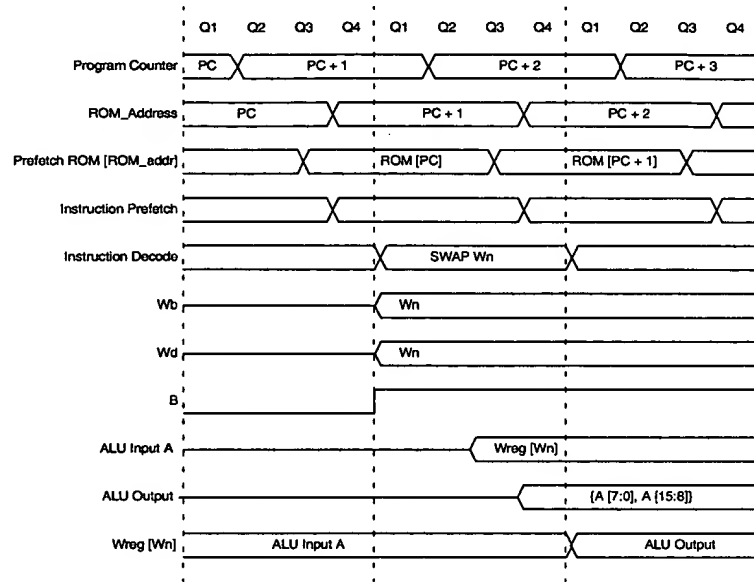 Q1 Q2 Q3 Q4 Q1 Q2 Q3 Q4 Q1 Q2 Q3 Q4
Program Counter PC PC + 1 PC + 2 PC + 3
ROM_Address PC PC + 1 PC + 2
Prefetch ROM [ROM_addr] ROM [PC] ROM [PC + 1]
Instruction Prefetch
Instruction Decode SWAP Wn
Wb Wn
Wd Wn
B
ALU Input A Wreg [Wn]
ALU Output {A [7:0], A {15:8]}
Wreg [Wn] ALU Input A ALU Output